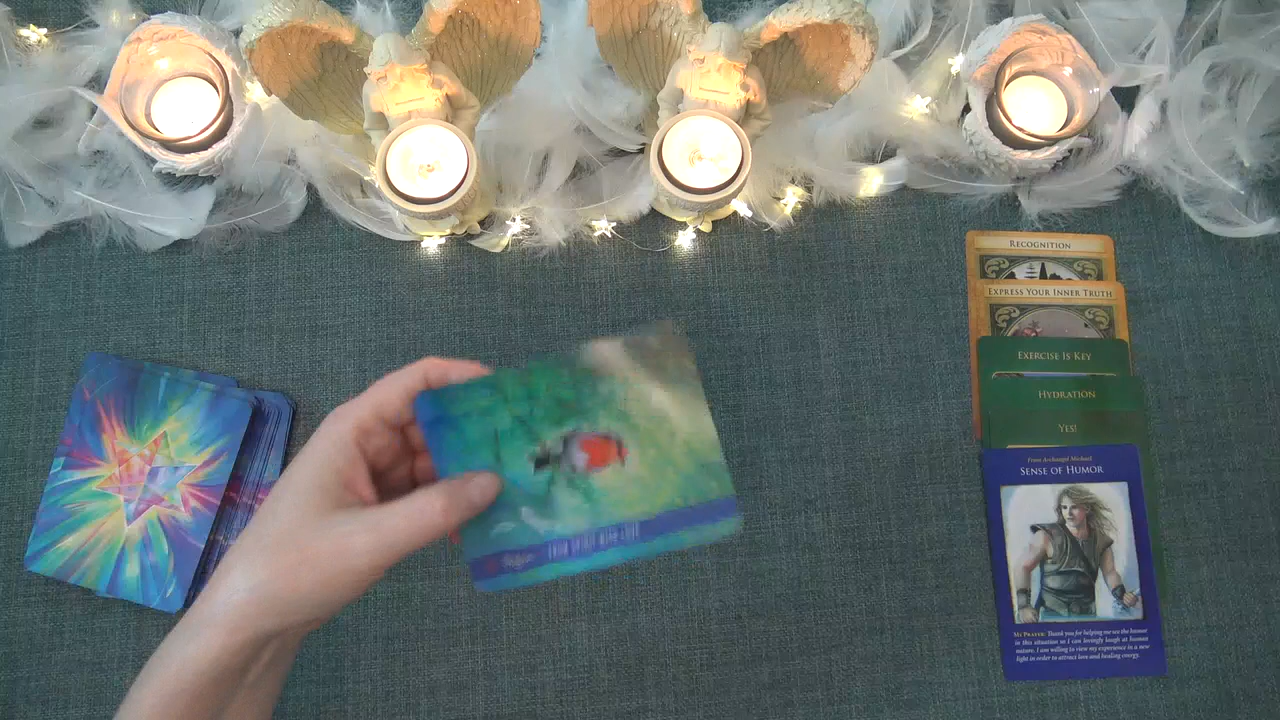 RECOGNITION
EXPRESS YOUR INNER TRUTH
EXERCISE IS KEY
HYDRATION
YES!
From Archangel Michael
SENSE OF HUMOR
MY PRAYER: Thank you for helping me see the humor
in this situation so I can lovingly laugh at human
nature. I am willing to view my experience in a new
light in order to attract love and healing energy.